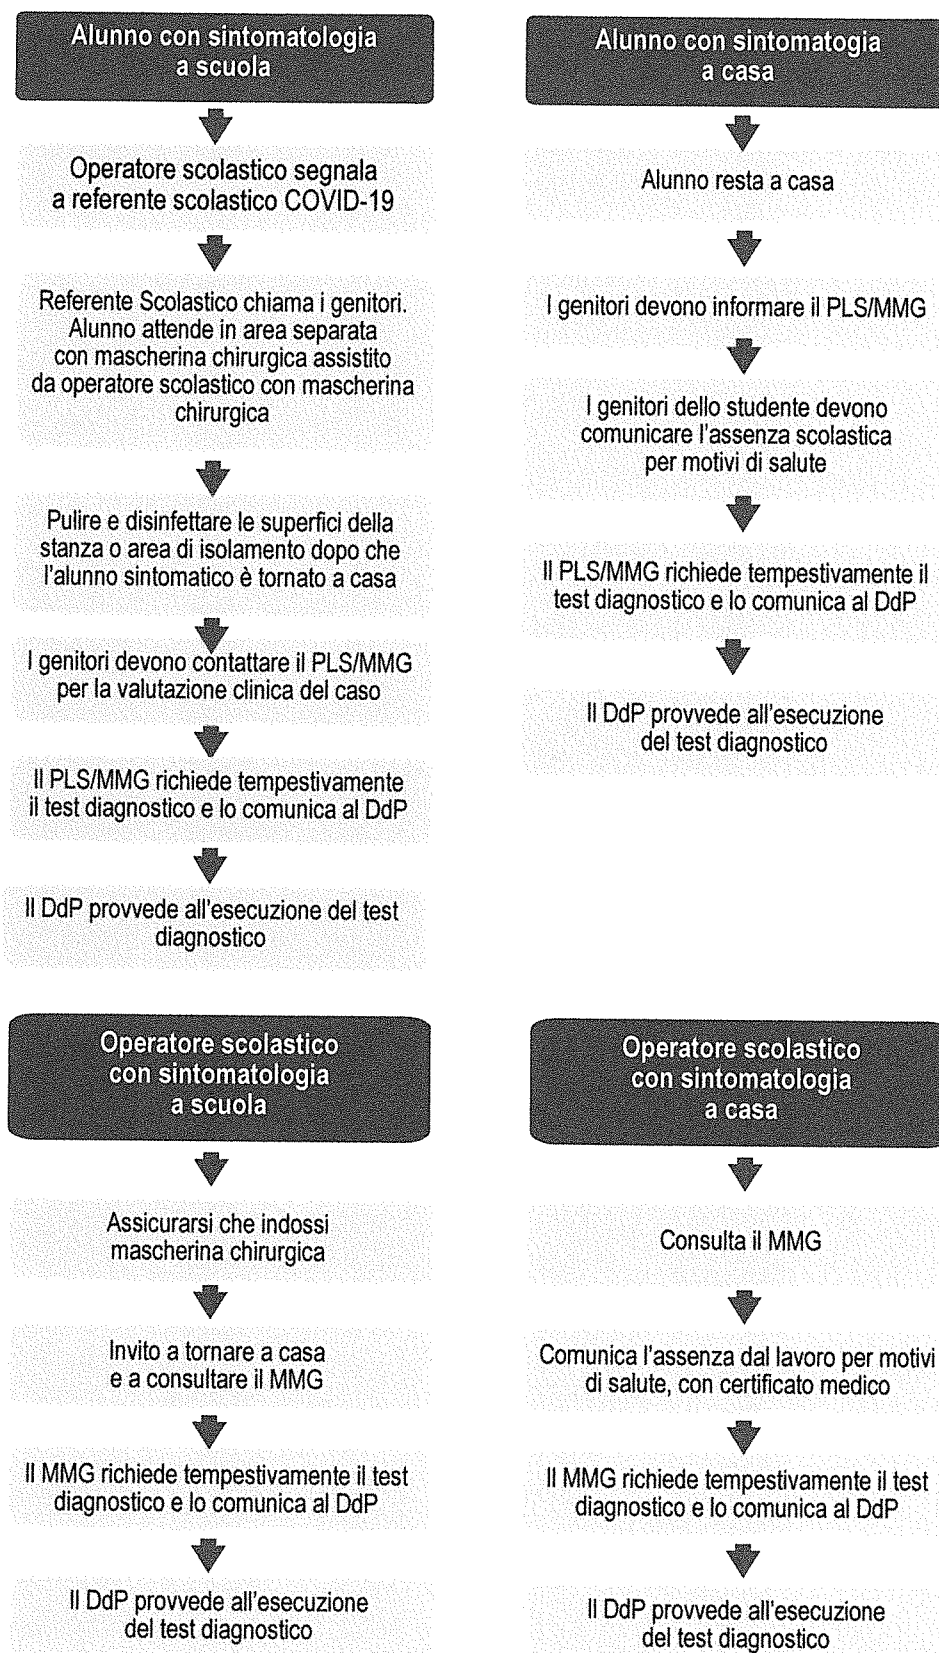 Alunno con sintomatologia
a scuola
Operatore scolastico segnala
a referente scolastico COVID-19
Referente Scolastico chiama i genitori.
Alunno attende in area separata
con mascherina chirurgica assistito
da operatore scolastico con mascherina
chirurgica
Pulire e disinfettare le superfici della
stanza o area di isolamento dopo che
l'alunno sintomatico è tornato a casa
I genitori devono contattare il PLS/MMG
per la valutazione clinica del caso
Il PLS/MMG richiede tempestivamente
il test diagnostico e lo comunica al DdP
Il DdP provvede all'esecuzione del test
diagnostico
Alunno con sintomatogia
a casa
Alunno resta a casa
I genitori devono informare il PLS/MMG
I genitori dello studente devono
comunicare l'assenza scolastica
per motivi di salute
Il PLS/MMG richiede tempestivamente il
test diagnostico e lo comunica al DdP
Il DdP provvede all'esecuzione
del test diagnostico
Operatore scolastico
con sintomatologia
a scuola
Assicurarsi che indossi
mascherina chirurgica
Invito a tornare a casa
e a consultare il MMG
Il MMG richiede tempestivamente il test
diagnostico e lo comunica al DdP
Il DdP provvede all'esecuzione
del test diagnostico
Operatore scolastico
con sintomatologia
a casa
Consulta il MMG
Comunica l'assenza dal lavoro per motivi
di salute, con certificato medico
Il MMG richiede tempestivamente il test
diagnostico e lo comunica al DdP
Il DdP provvede all'esecuzione
del test diagnostico